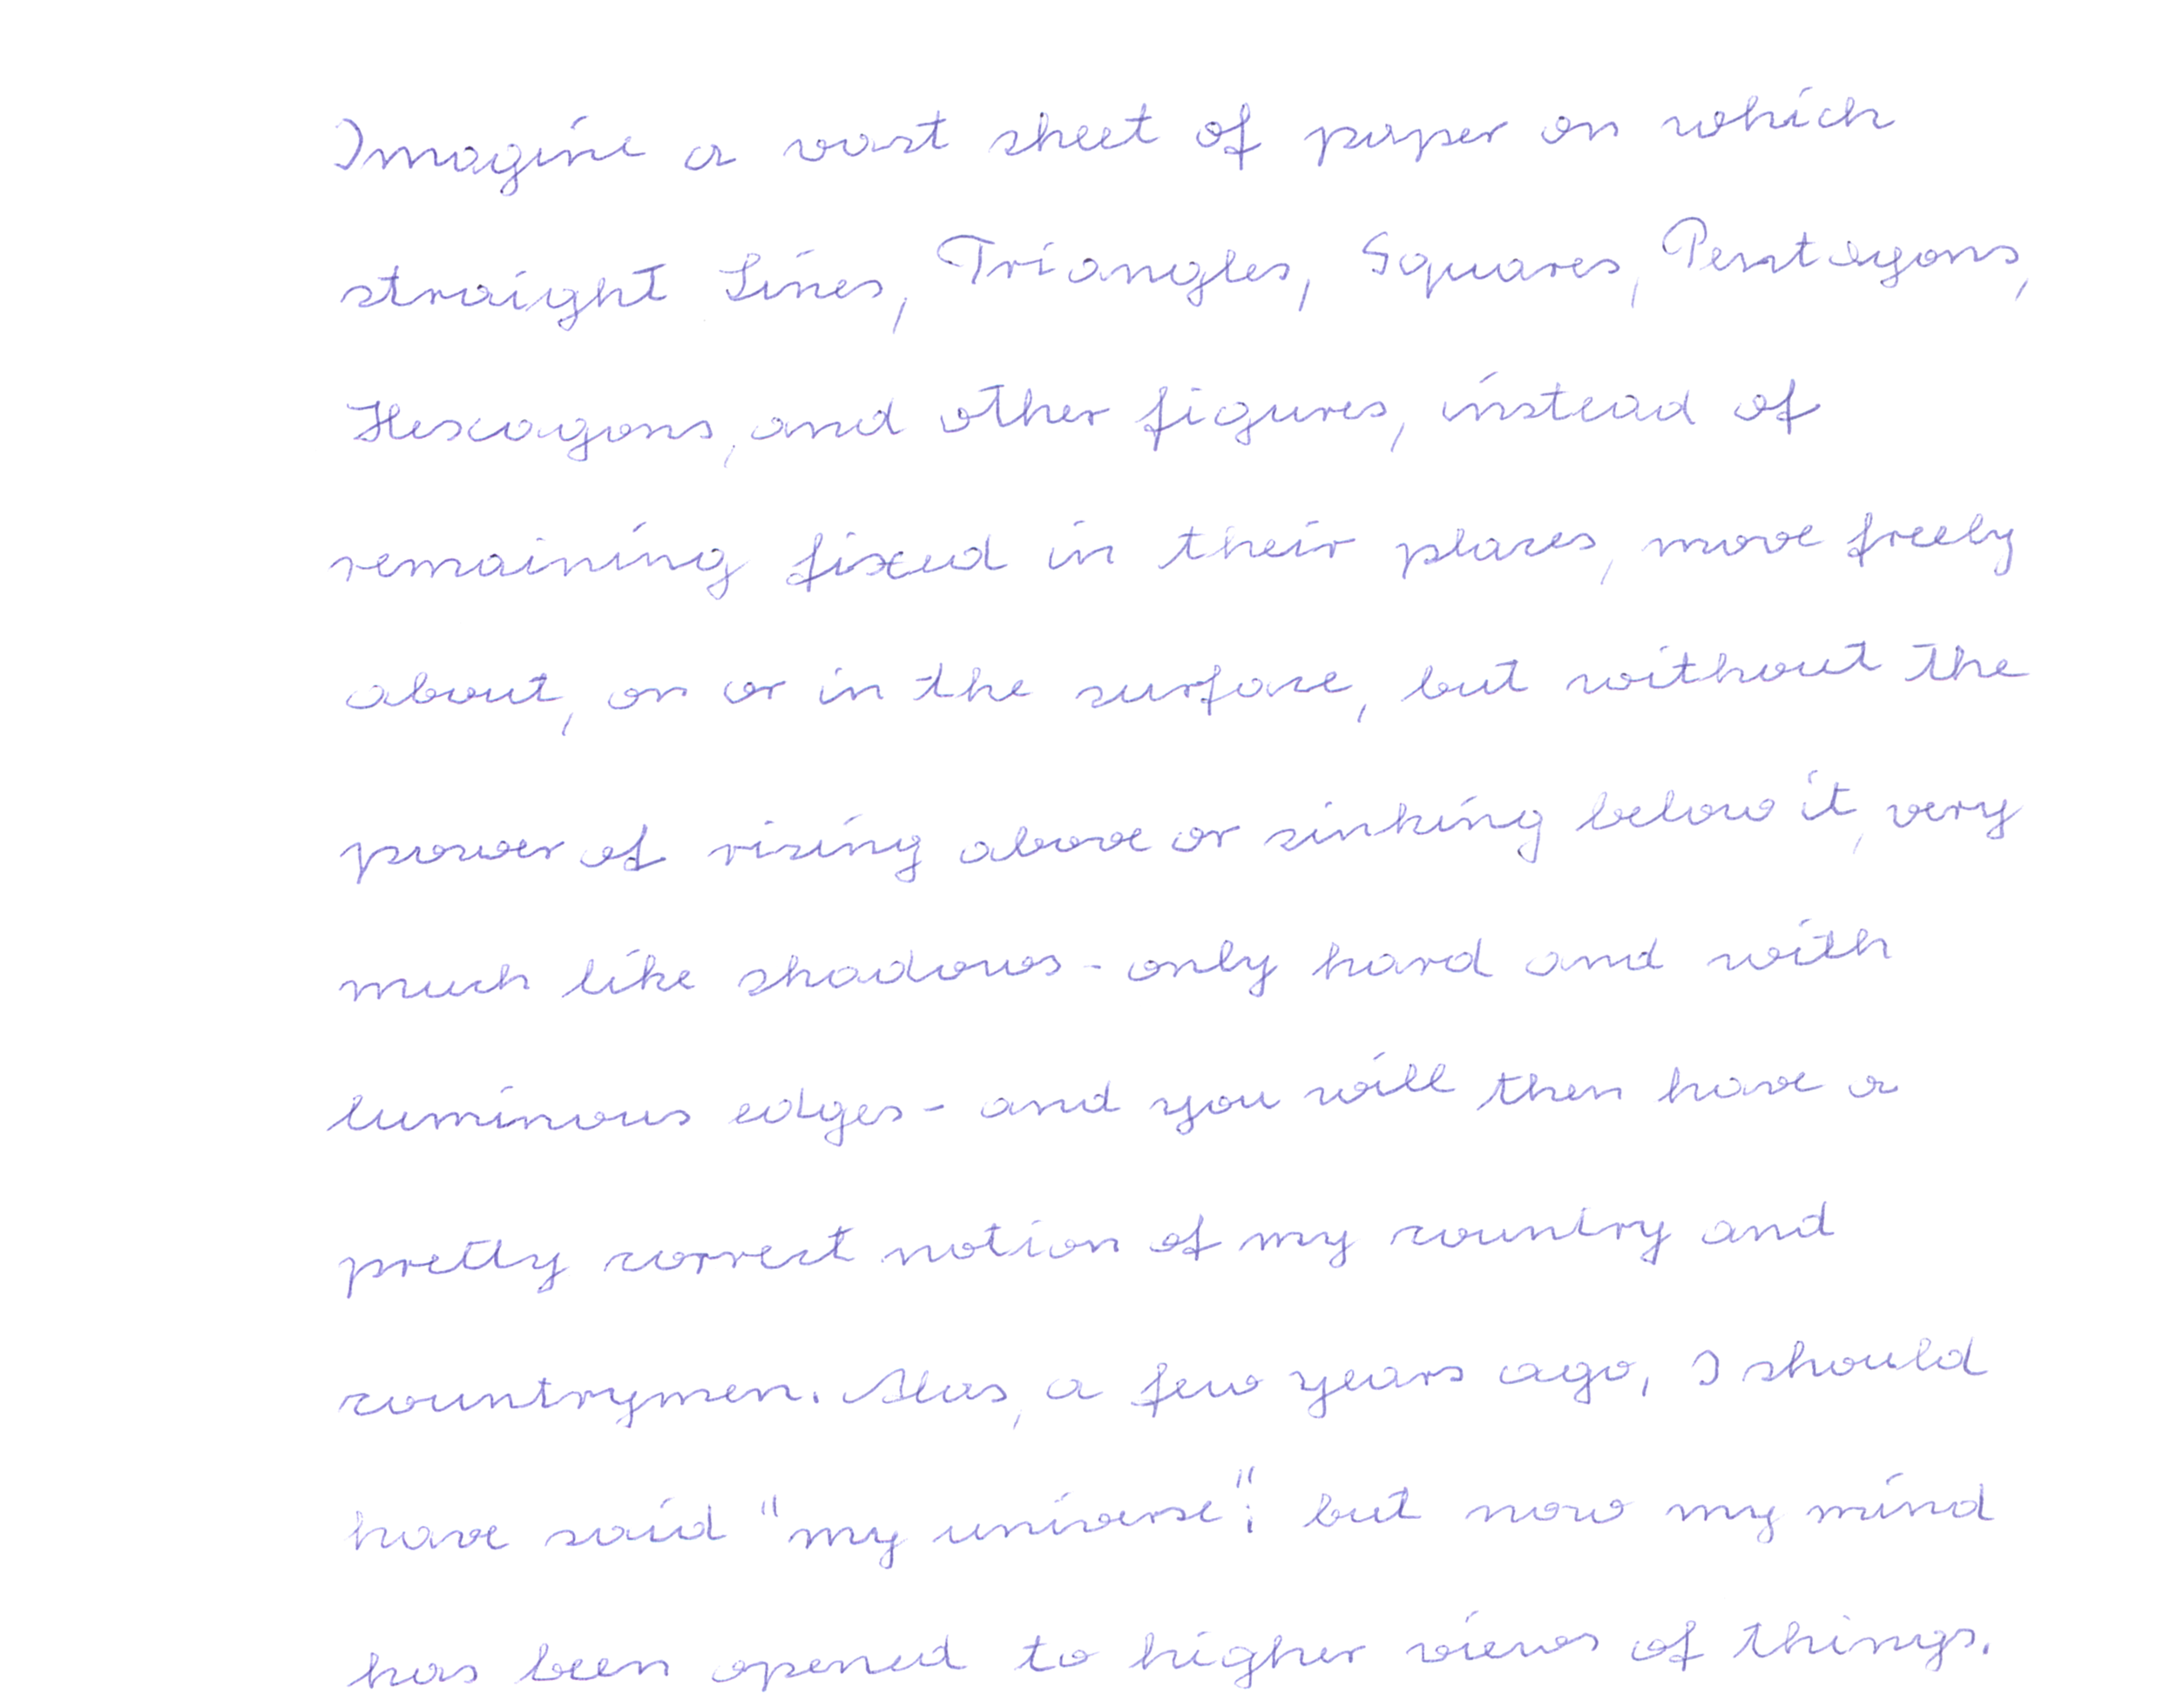 Imagine a vast sheet of paper on which
straight Lines, Triangles, Squares, Pentagons,
Hexagons, and other figures, instead of
remaining fixed in their places, move freely
about, on or in the surface, but without the
power of rising above or sinking below it, very
much like shadows - only hard and with
luminous edges - and you will then have a
pretty correct notion of my country and
countrymen. Alas, a few years ago, I should
have said "my universe": but now my mind
has been opened to higher views of things.